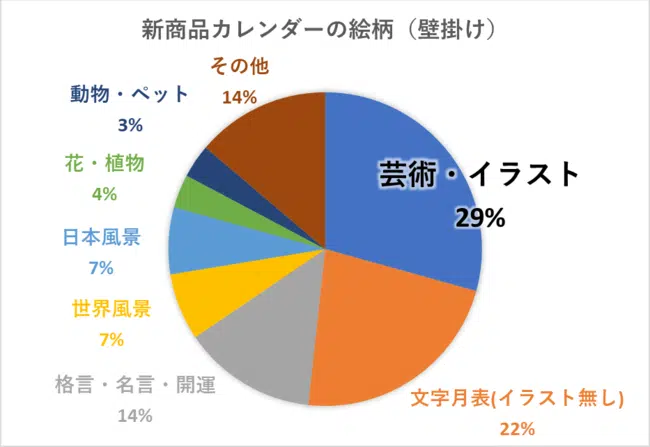 新商品カレンダーの絵柄（壁掛け）
その他
14%
動物・ペット
3%
花・植物
4%
日本風景
7%
世界風景
7%
格言・名言・開運
14%
芸術・イラスト
29%
文字月表(イラスト無し)
22%